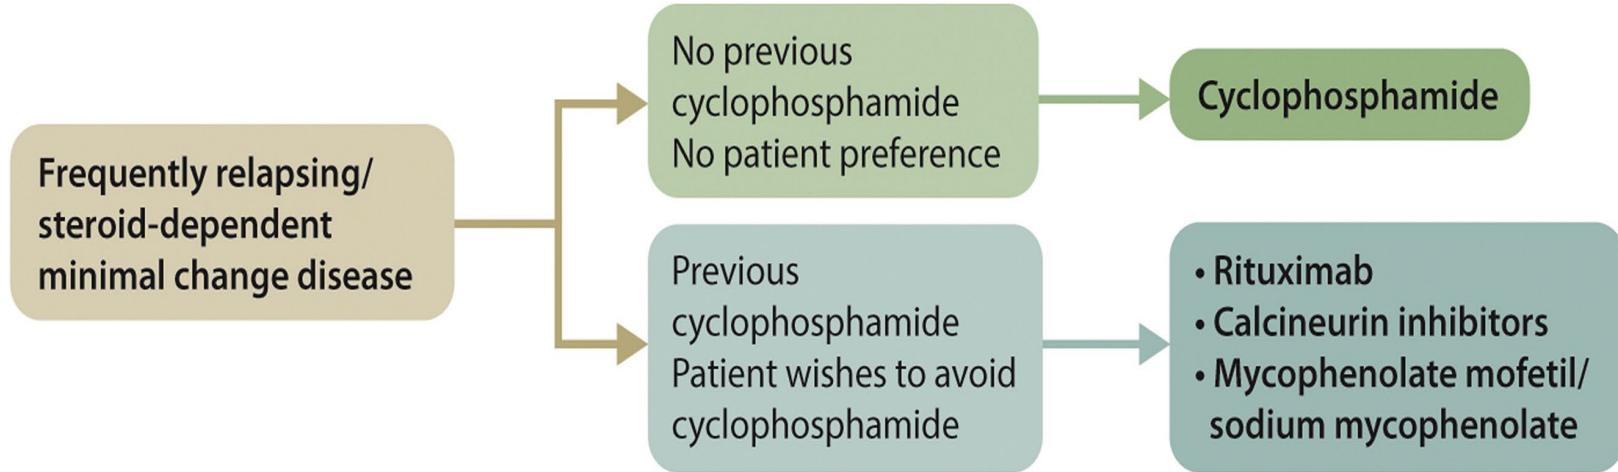 Frequently relapsing/
steroid-dependent
minimal change disease
No previous
cyclophosphamide
No patient preference
Cyclophosphamide
Previous
cyclophosphamide
Patient wishes to avoid
cyclophosphamide
• Rituximab
• Calcineurin inhibitors
• Mycophenolate mofetil/
sodium mycophenolate